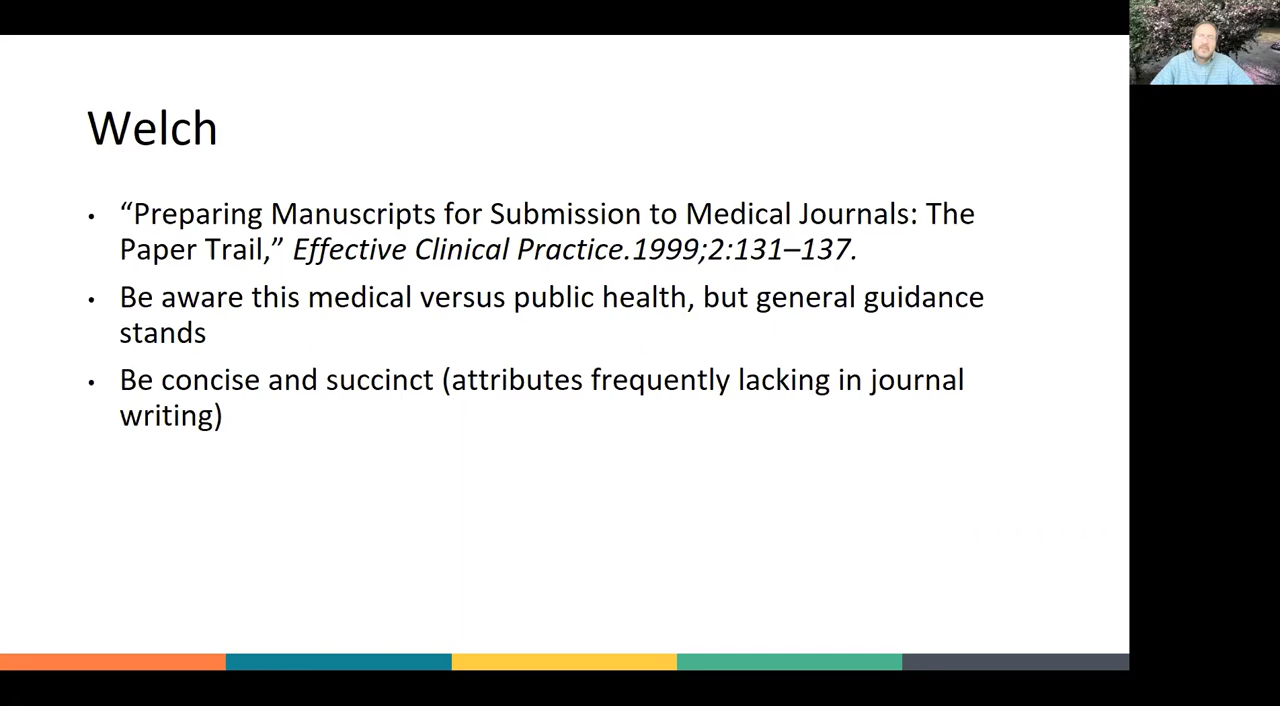 Welch
• “Preparing Manuscripts for Submission to Medical Journals: The
Paper Trail,” Effective Clinical Practice.1999;2:131–137.
• Be aware this medical versus public health, but general guidance
stands
• Be concise and succinct (attributes frequently lacking in journal
writing)